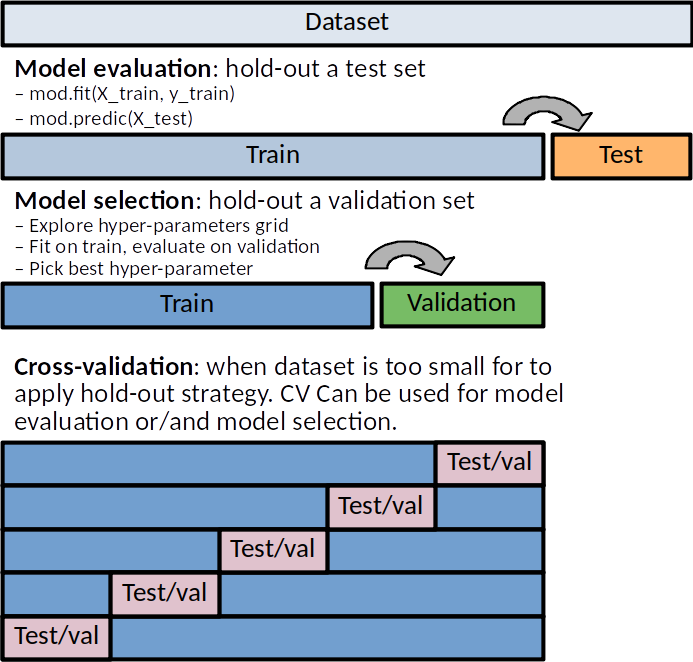 Dataset
Model evaluation: hold-out a test set
– mod.fit(X_train, y_train)
– mod.predic(X_test)
Train
Test
Model selection: hold-out a validation set
– Explore hyper-parameters grid
– Fit on train, evaluate on validation
– Pick best hyper-parameter
Train
Validation
Cross-validation: when dataset is too small for to
apply hold-out strategy. CV Can be used for model
evaluation or/and model selection.
Test/val
Test/val
Test/val
Test/val
Test/val